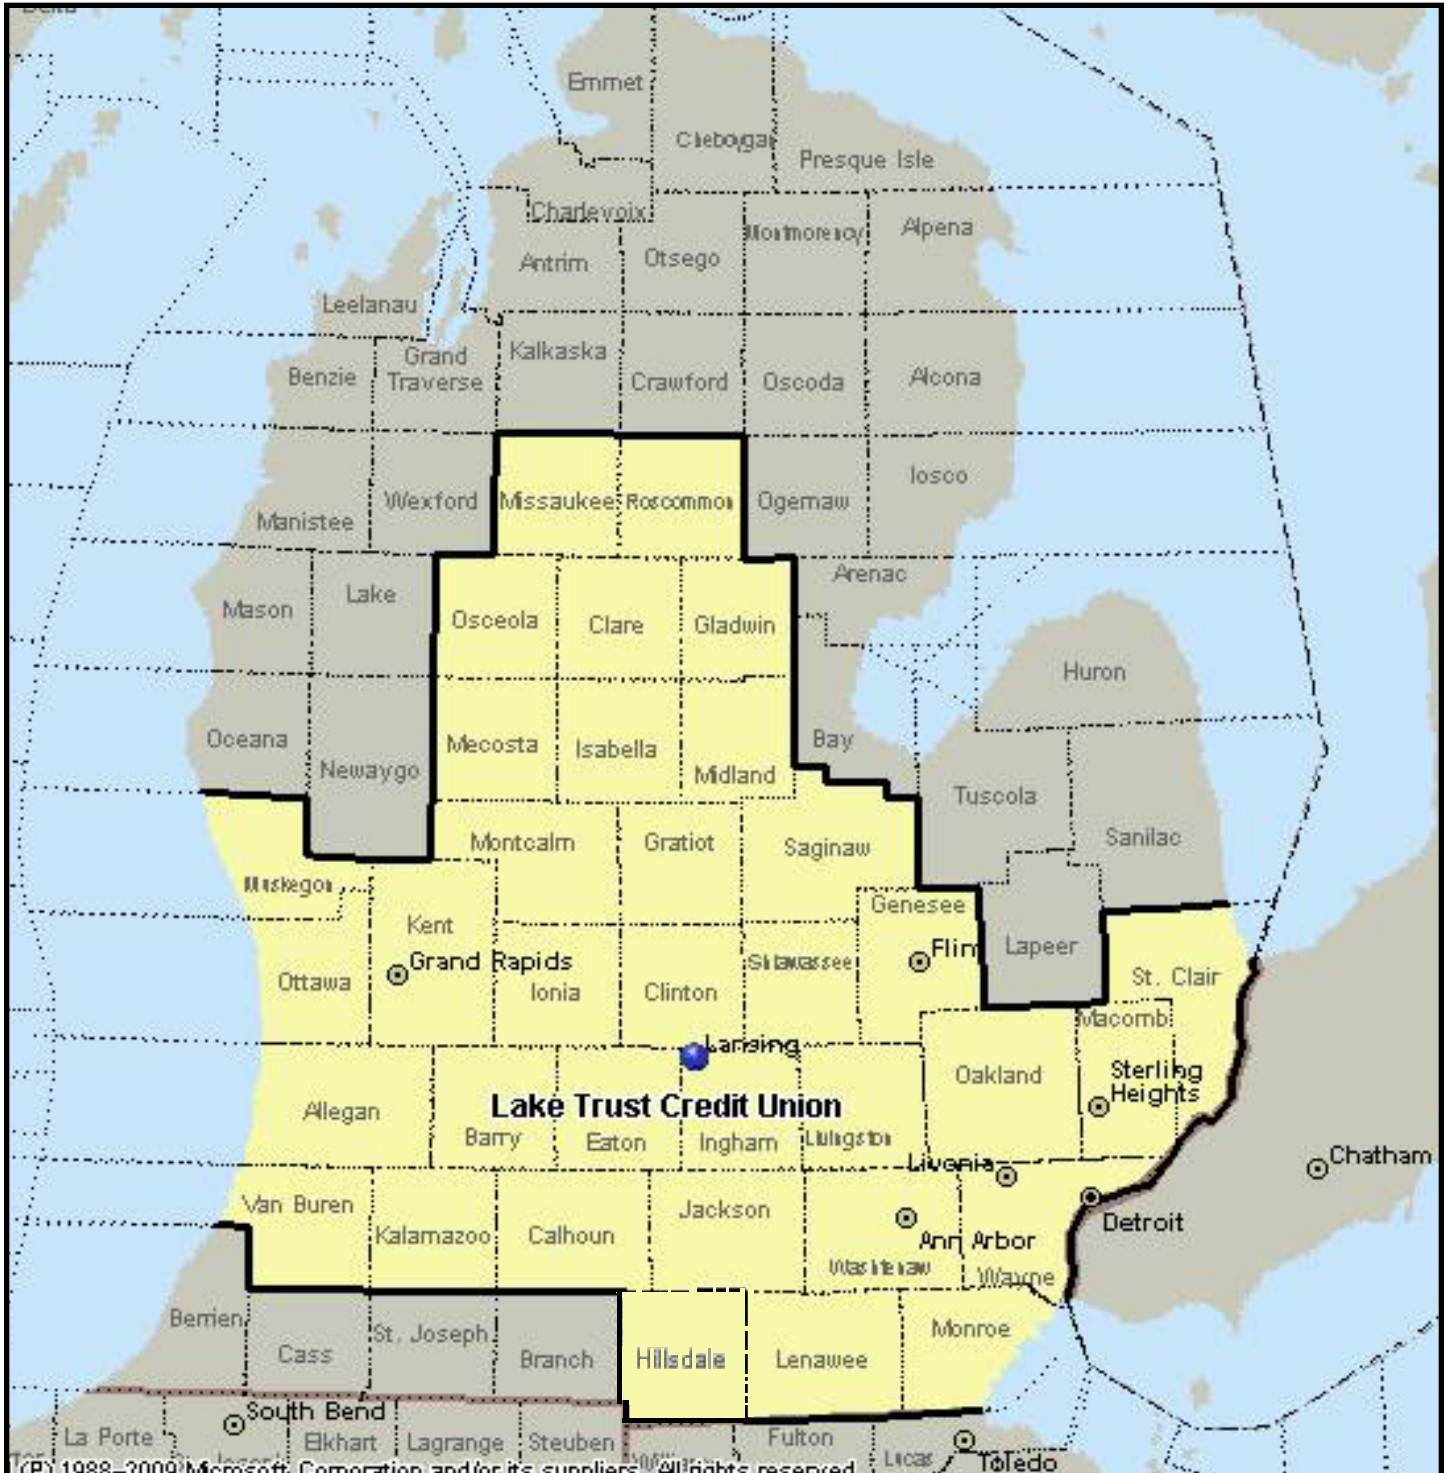 Delta
Emmet
Cheboygan
Presque Isle
Charlevoix
Montmorency
Alpena
Antrim
Otsego
Leelanau
Grand
Traverse
Kalkaska
Benzie
Crawford
Oscoda
Alcona
Iosco
Wexford
Missaukee
Roscommon
Ogemaw
Manistee
Arenac
Lake
Mason
Osceola
Clare
Gladwin
Huron
Oceana
Mecosta
Isabella
Bay
Newaygo
Midland
Tuscola
Montcalm
Gratiot
Saginaw
Sanilac
Muskegon
Genesee
Kent
Flin
Lapeer
Grand Rapids
Shiawassee
St. Clair
Ottawa
Ionia
Clinton
Macomb
Lansing
Oakland
Sterling
Heights
Lake Trust Credit Union
Allegan
Barry
Eaton
Ingham
Livingston
Livonia
Chatham
Van Buren
Jackson
Detroit
Kalamazoo
Calhoun
Ann Arbor
Washtenaw
Wayne
Berrien
St. Joseph
Monroe
Cass
Branch
Hillsdale
Lenawee
South Bend
La Porte
Elkhart
Lagrange
Steuben
Fulton
Lucas
Toledo
(P) 1988–2009 Microsoft Corporation and/or its suppliers. All rights reserved.